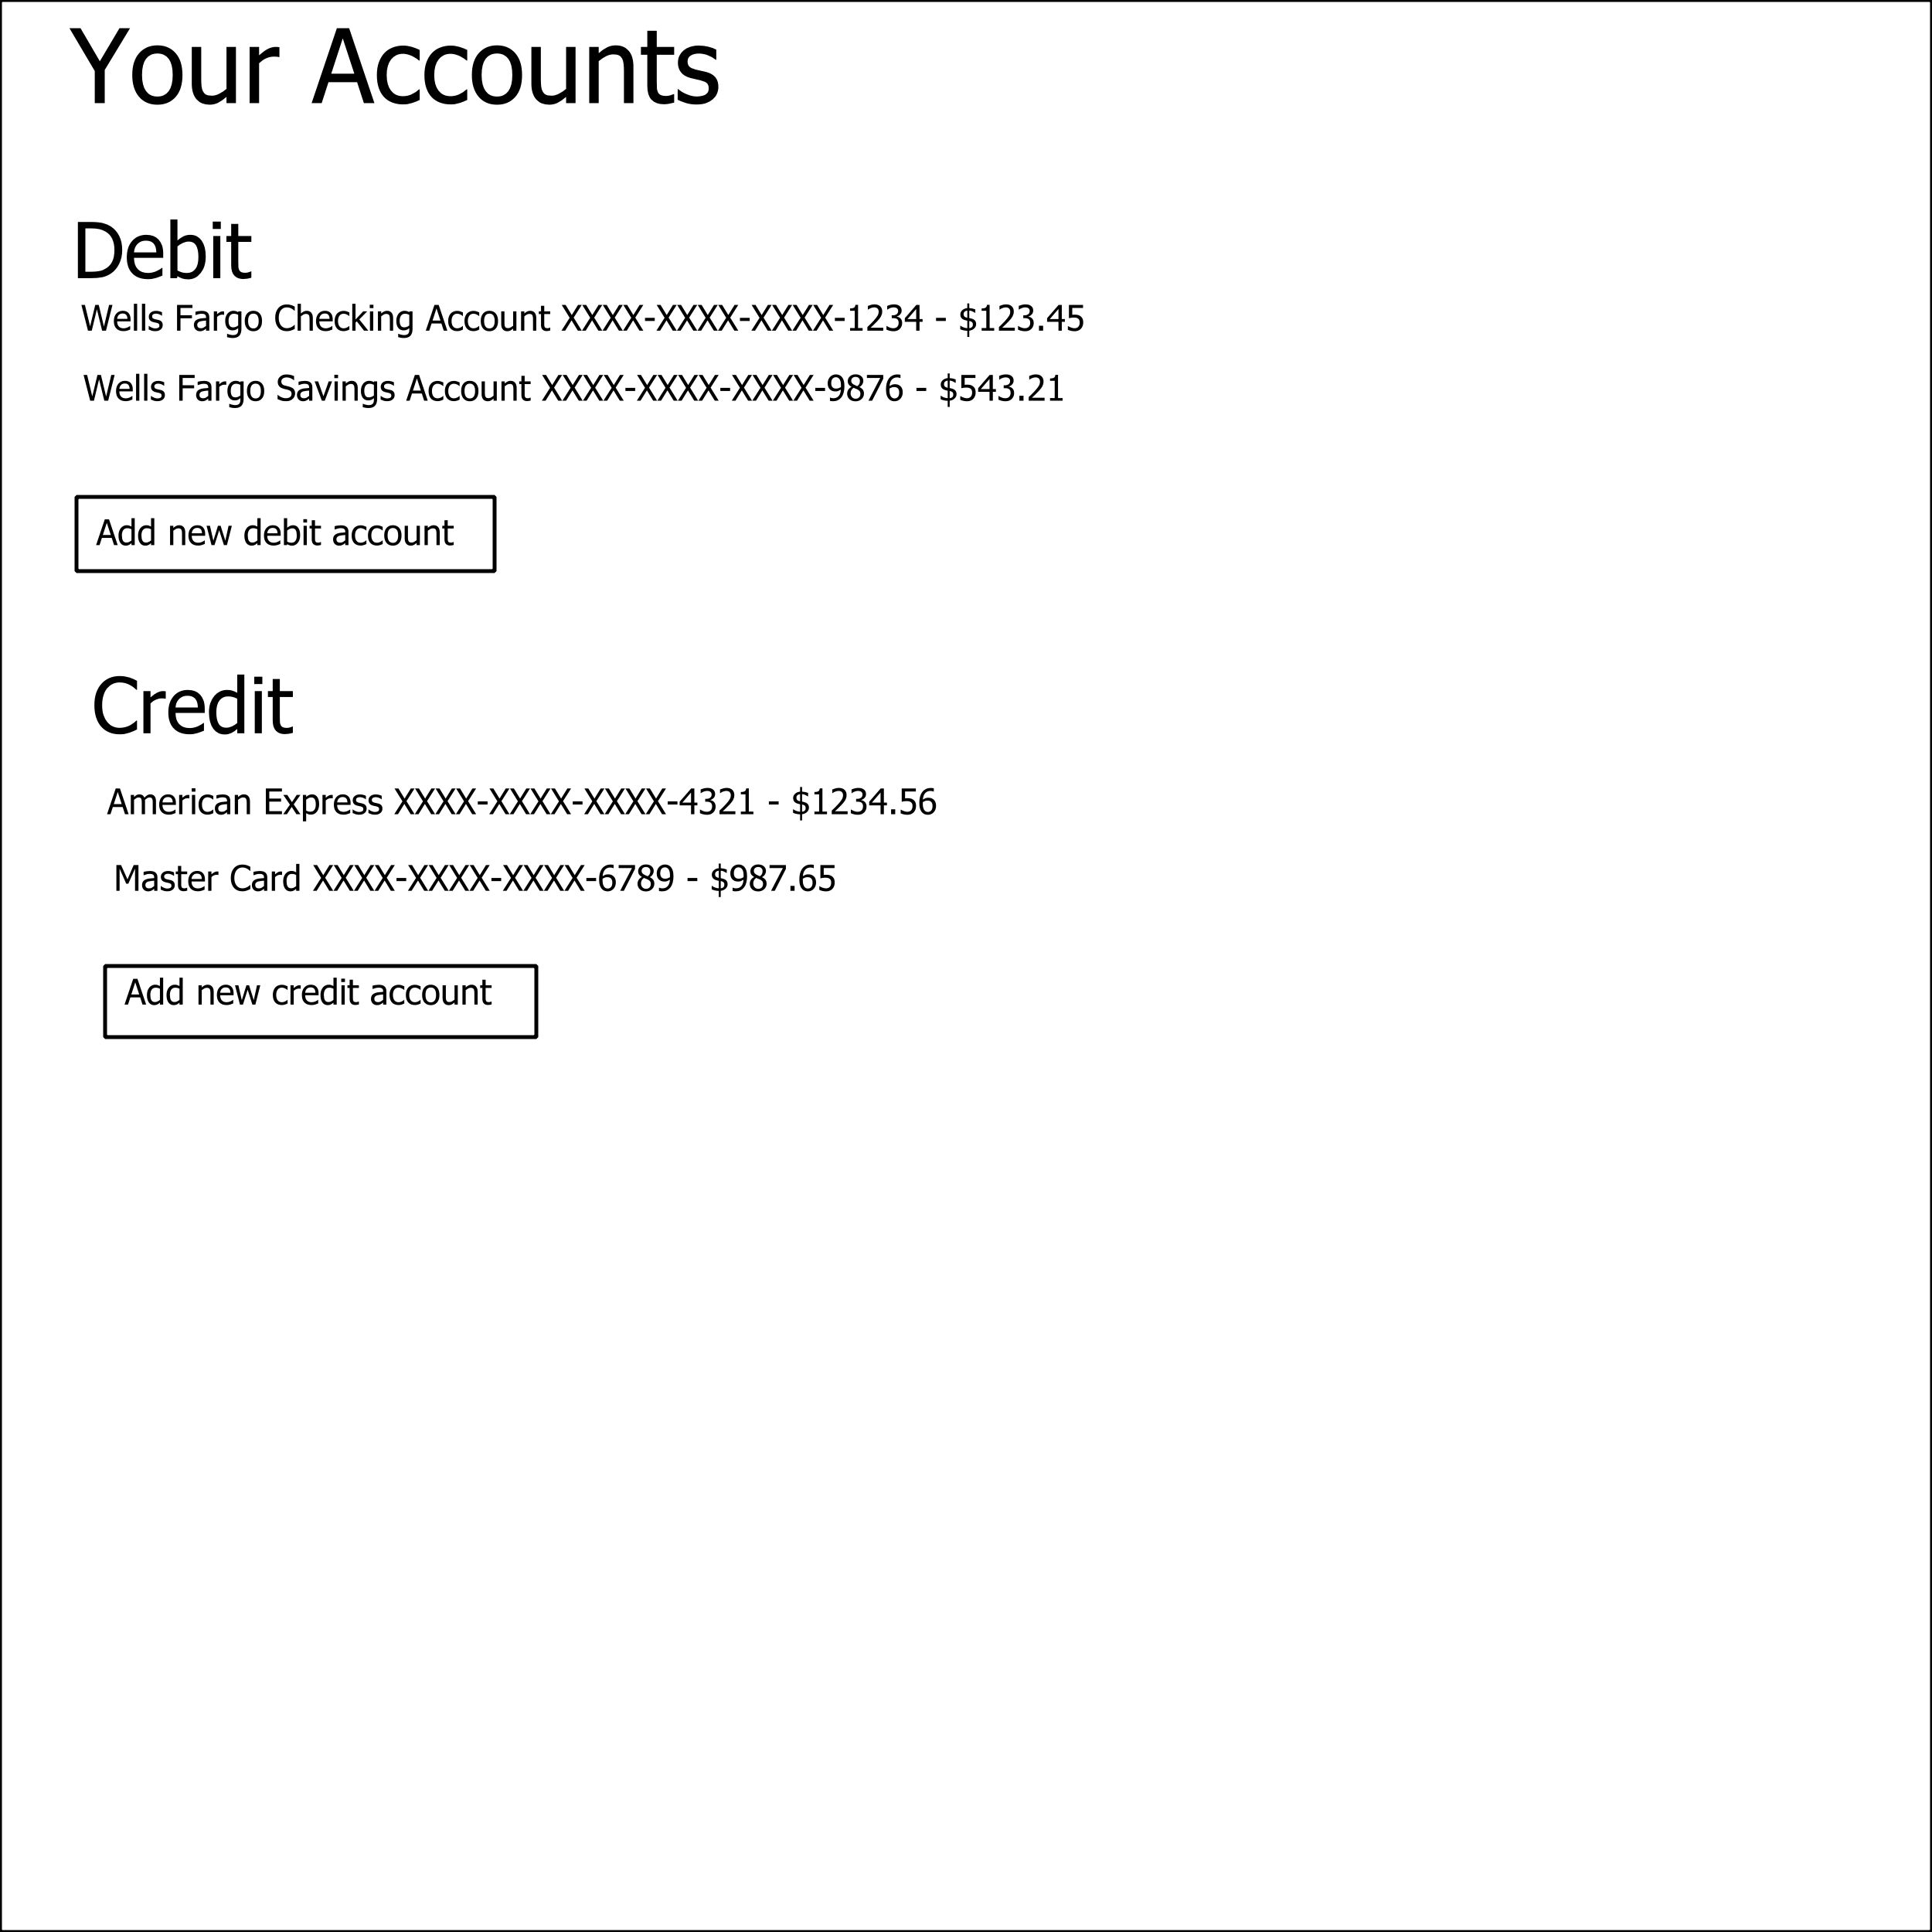 Your Accounts
Debit
Wells Fargo Checking Account XXXX-XXXX-XXXX-1234 - $123.45
Wells Fargo Savings Account XXXX-XXXX-XXXX-9876 - $543.21
Add new debit account
Credit
American Express XXXX-XXXX-XXXX-4321 - $1234.56
Master Card XXXX-XXXX-XXXX-6789 - $987.65
Add new credit account